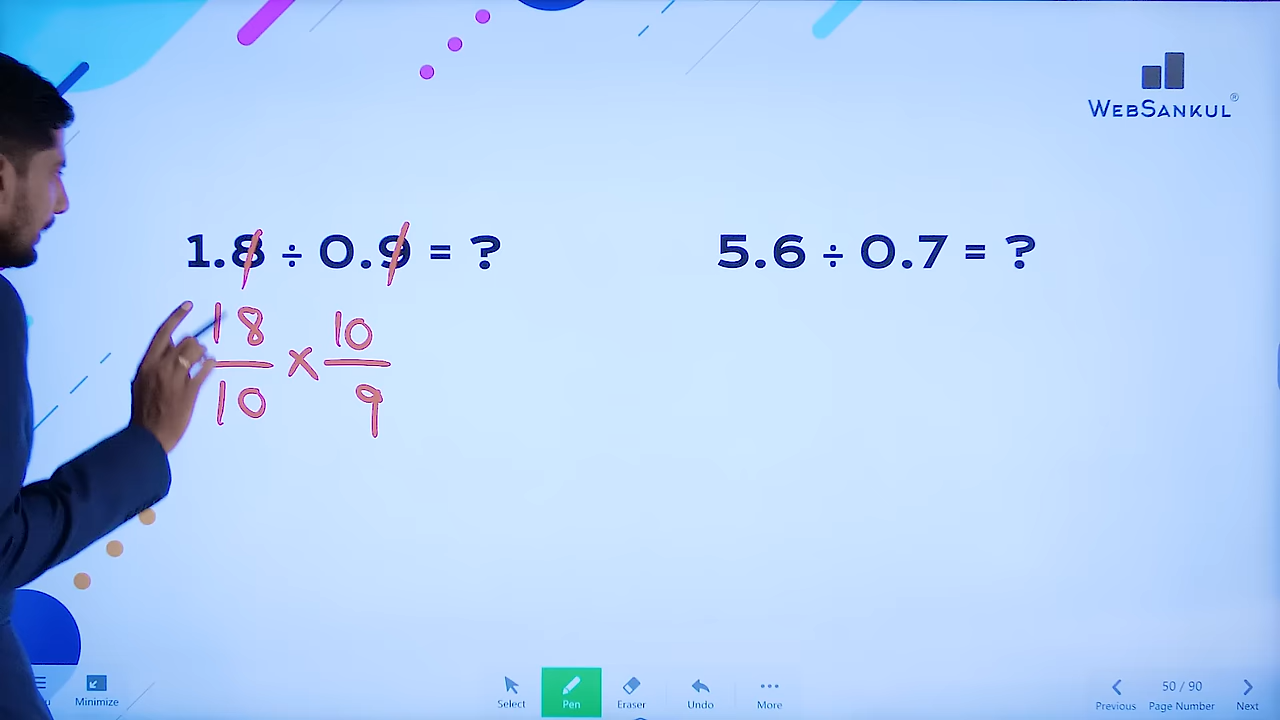 WEBSANKUL®
1.8 ÷ 0.9 = ?
5.6 ÷ 0.7 = ?
18/10 × 10/9
Minimize
Select
Pen
Eraser
Undo
More
Previous
50 / 90
Page Number
Next